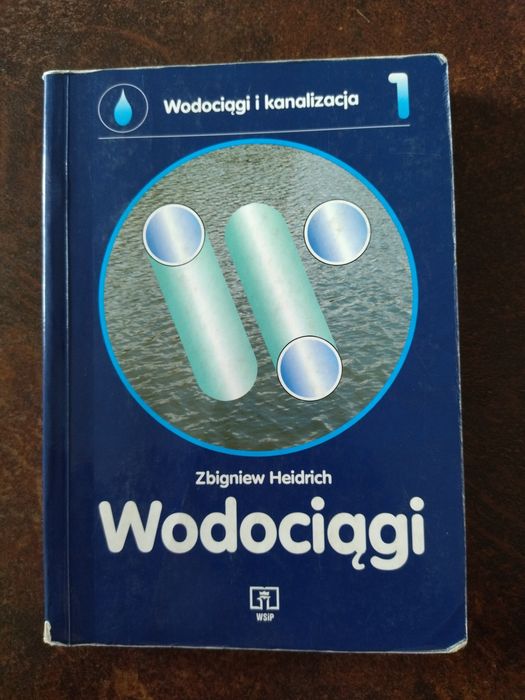 Wodociągi i kanalizacja 1
Zbigniew Heidrich
Wodociągi
WSiP